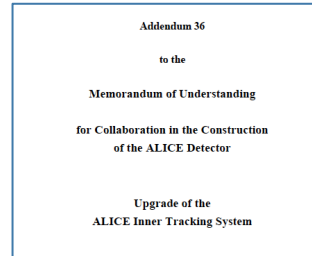 Addendum 36
to the
Memorandum of Understanding
for Collaboration in the Construction
of the ALICE Detector
Upgrade of the
ALICE Inner Tracking System